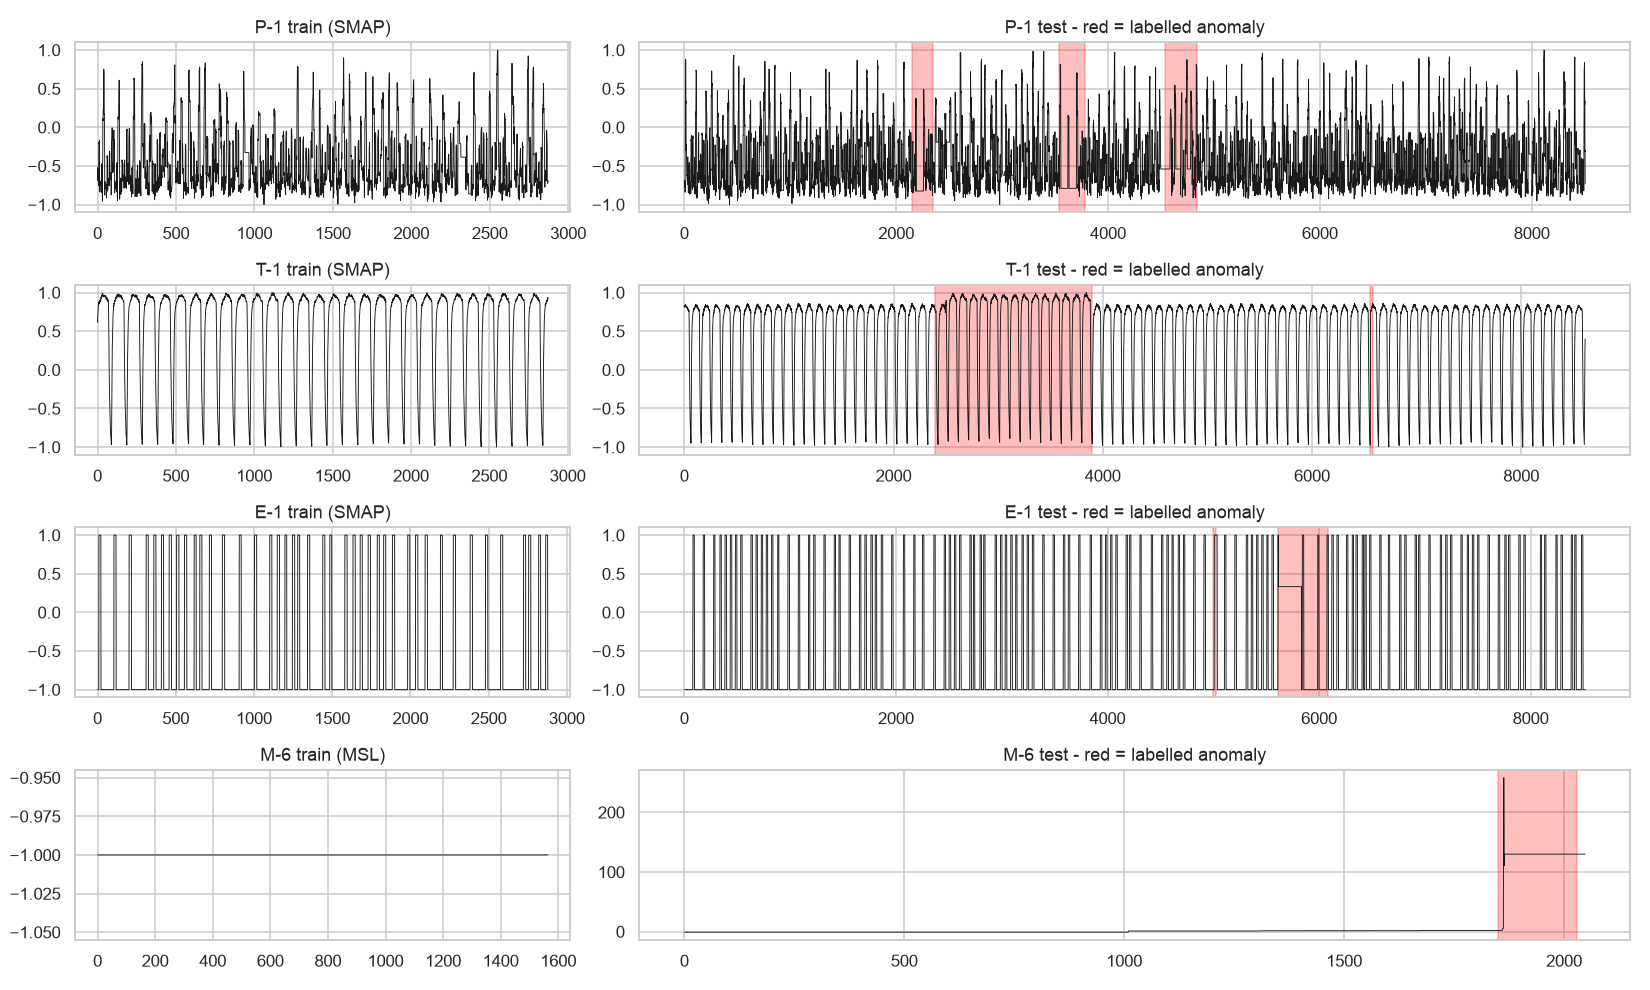 P-1 train (SMAP)
P-1 test - red = labelled anomaly
1.0
0.5
0.0
−0.5
−1.0
0 500 1000 1500 2000 2500 3000
1.0
0.5
0.0
−0.5
−1.0
0 2000 4000 6000 8000
T-1 train (SMAP)
T-1 test - red = labelled anomaly
1.0
0.5
0.0
−0.5
−1.0
0 500 1000 1500 2000 2500 3000
1.0
0.5
0.0
−0.5
−1.0
0 2000 4000 6000 8000
E-1 train (SMAP)
E-1 test - red = labelled anomaly
1.0
0.5
0.0
−0.5
−1.0
0 500 1000 1500 2000 2500 3000
1.0
0.5
0.0
−0.5
−1.0
0 2000 4000 6000 8000
M-6 train (MSL)
M-6 test - red = labelled anomaly
−0.950
−0.975
−1.000
−1.025
−1.050
0 200 400 600 800 1000 1200 1400 1600
200
100
0
0 500 1000 1500 2000